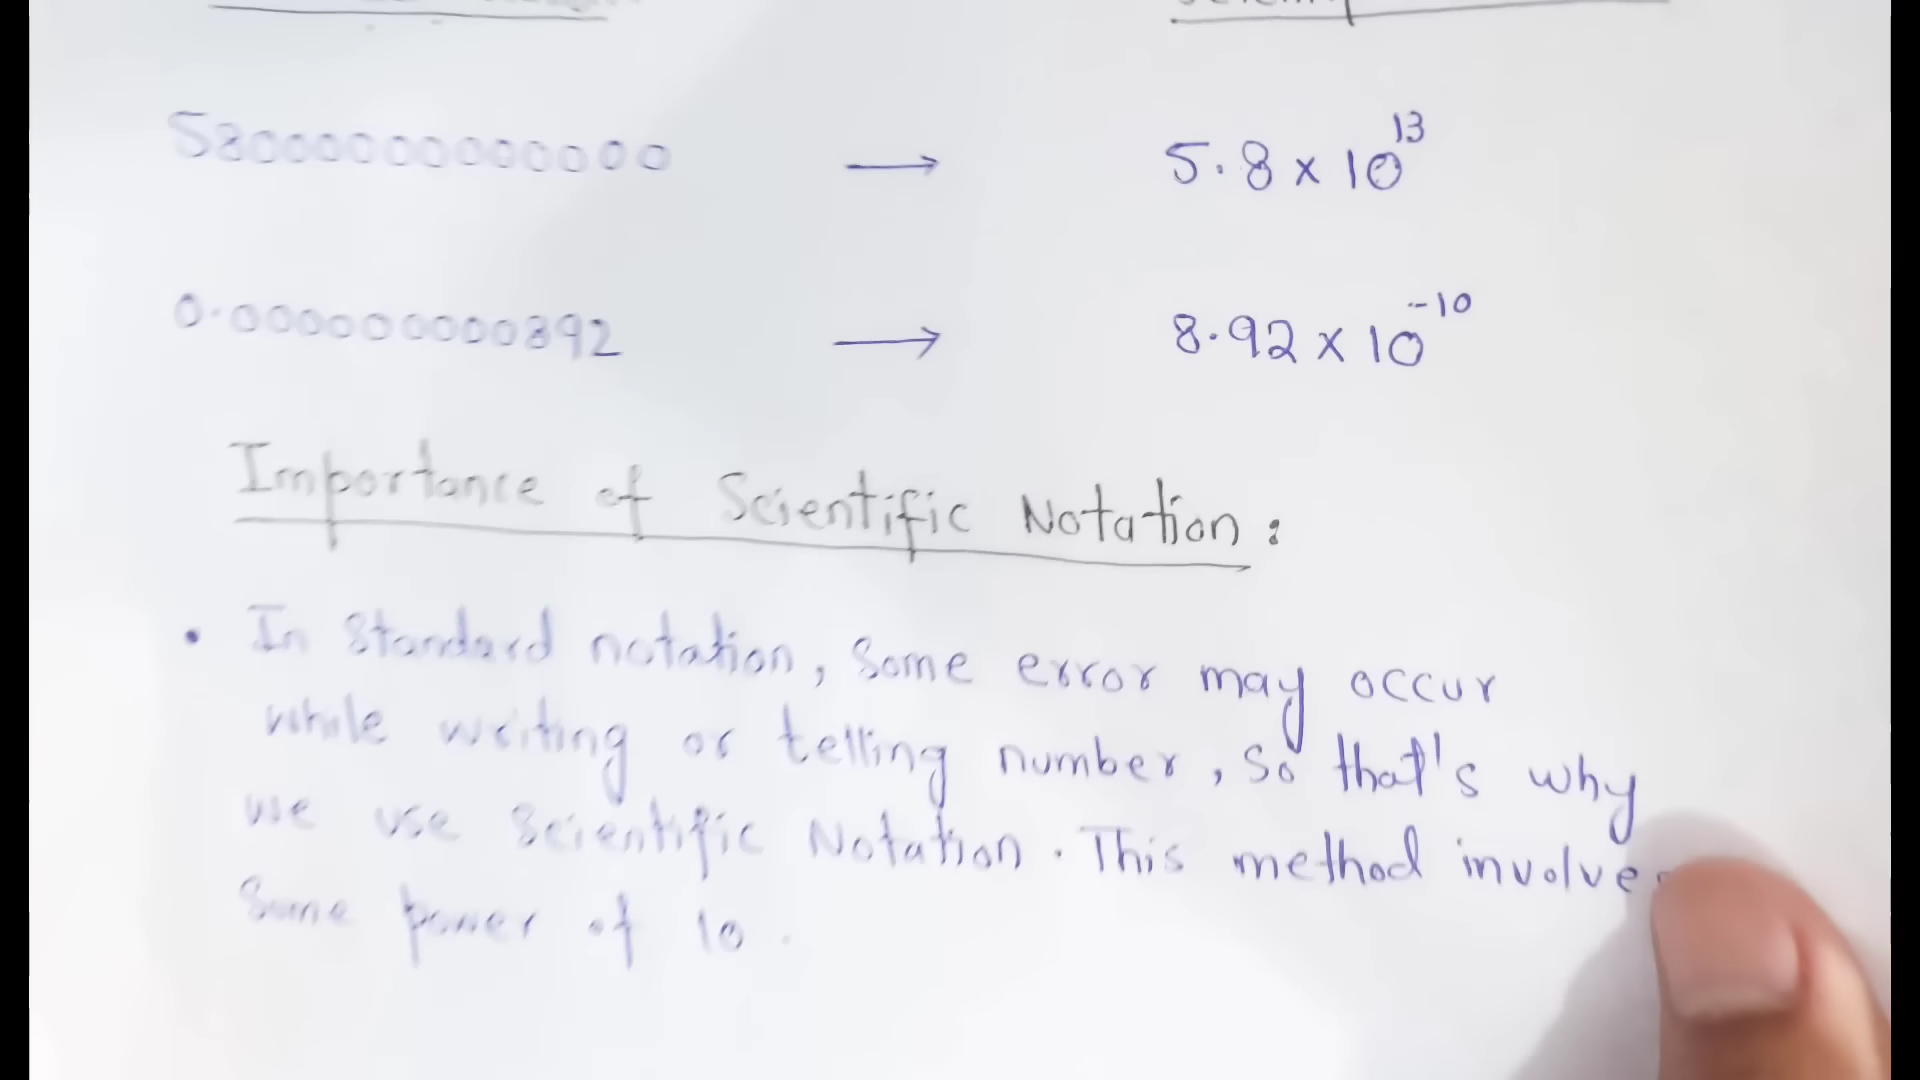 58000000000000 → 5.8 x 10^13
0.000000000892 → 8.92 x 10^-10
Importance of Scientific Notation:
• In Standard notation, Some error may occur
while writing or telling number, So that's why
we use Scientific Notation. This method involves
Some power of 10.